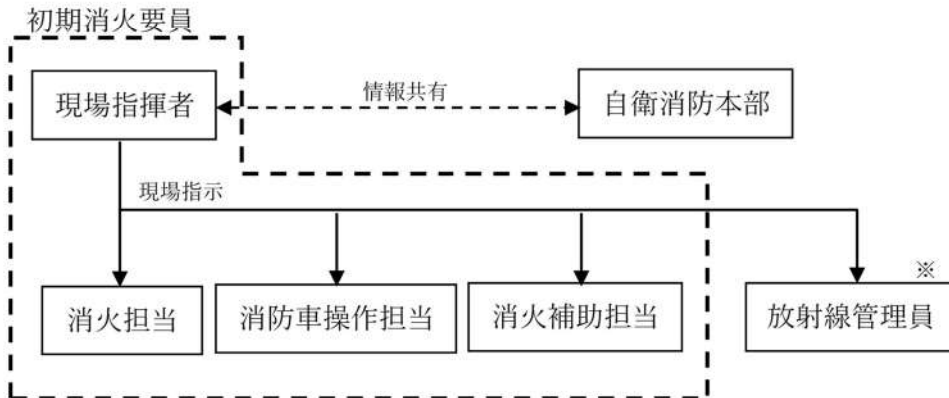 初期消火要員
現場指揮者
情報共有
自衛消防本部
現場指示
※
消火担当
消防車操作担当
消火補助担当
放射線管理員